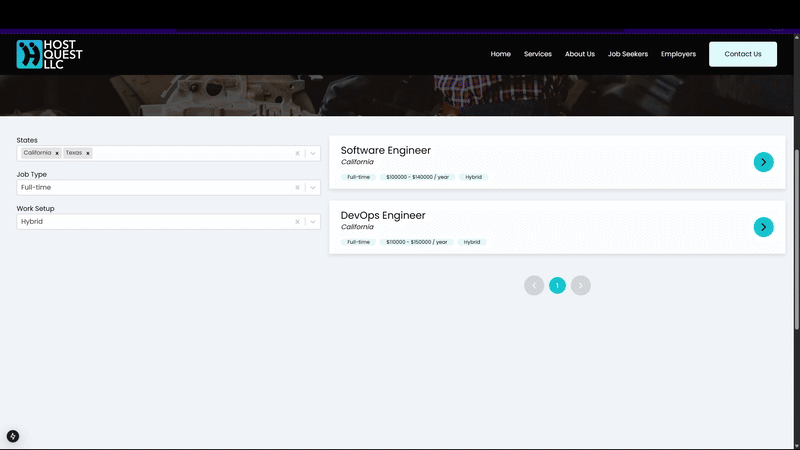 HOST
QUEST
LLC
Home Services About Us Job Seekers Employers Contact Us
States
California × Texas ×
Job Type
Full-time
Work Setup
Hybrid
Software Engineer
California
Full-time $100000 - $140000 / year Hybrid
DevOps Engineer
California
Full-time $110000 - $150000 / year Hybrid
1